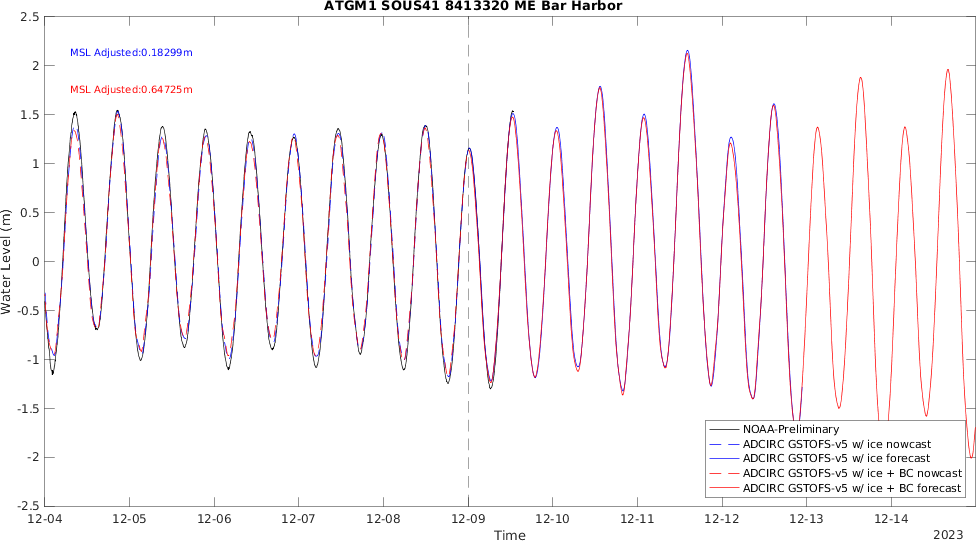 ATGM1 SOUS41 8413320 ME Bar Harbor
2.5
2
1.5
1
0.5
0
-0.5
-1
-1.5
-2
-2.5
Water Level (m)
MSL Adjusted:0.18299m
MSL Adjusted:0.64725m
NOAA-Preliminary
ADCIRC GSTOFS-v5 w/ ice nowcast
ADCIRC GSTOFS-v5 w/ ice forecast
ADCIRC GSTOFS-v5 w/ ice + BC nowcast
ADCIRC GSTOFS-v5 w/ ice + BC forecast
12-04 12-05 12-06 12-07 12-08 12-09 12-10 12-11 12-12 12-13 12-14
Time
2023